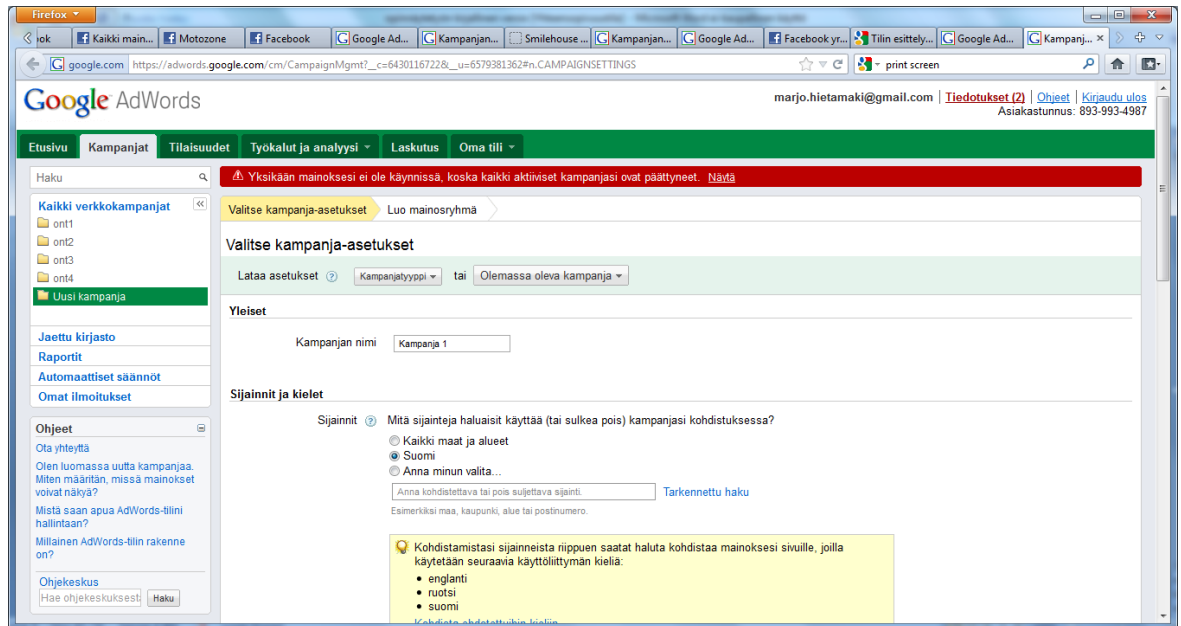 Firefox
ok
Kaikki main...
Motozone
Facebook
Google Ad...
Kampanjan...
Smilehouse ...
Kampanjan...
Google Ad...
Facebook yr...
Tilin esittely...
Google Ad...
Kampanj...
google.com https://adwords.google.com/cm/CampaignMgmt?__c=6430116722&__u=6579381362#n.CAMPAIGNSETTINGS
print screen
Google AdWords
marjo.hietamaki@gmail.com | Tiedotukset (2) | Ohjeet | Kirjaudu ulos
Asiakastunnus: 893-993-4987
Etusivu Kampanjat Tilaisuudet Työkalut ja analyysi Laskutus Oma tili
Haku
Yksikään mainoksesi ei ole käynnissä, koska kaikki aktiiviset kampanjasi ovat päättyneet. Näytä
Kaikki verkkokampanjat
ont1
ont2
ont3
ont4
Uusi kampanja
Jaettu kirjasto
Raportit
Automaattiset säännöt
Omat ilmoitukset
Ohjeet
Ota yhteyttä
Olen luomassa uutta kampanjaa.
Miten määritän, missä mainokset
voivat näkyä?
Mistä saan apua AdWords-tilini
hallintaan?
Millainen AdWords-tilin rakenne
on?
Ohjekeskus
Hae ohjekeskuksest Haku
Valitse kampanja-asetukset Luo mainosryhmä
Valitse kampanja-asetukset
Lataa asetukset ? Kampanjatyyppi tai Olemassa oleva kampanja
Yleiset
Kampanjan nimi Kampanja 1
Sijainnit ja kielet
Sijainnit ? Mitä sijainteja haluaisit käyttää (tai sulkea pois) kampanjasi kohdistuksessa?
Kaikki maat ja alueet
Suomi
Anna minun valita...
Anna kohdistettava tai pois suljettava sijainti. Tarkennettu haku
Esimerkiksi maa, kaupunki, alue tai postinumero.
Kohdistamistasi sijainneista riippuen saatat haluta kohdistaa mainoksesi sivuille, joilla
käytetään seuraavia käyttöliittymän kieliä:
• englanti
• ruotsi
• suomi
Kohdista ehdotettuihin kieliin